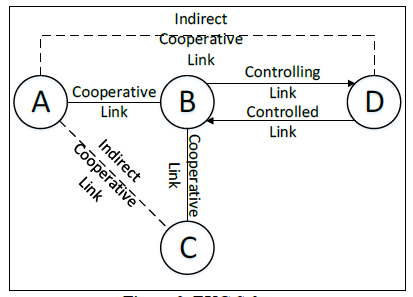 Indirect
Cooperative
Link
Controlling
Link
A
Cooperative
Link
B
Controlled
Link
D
Indirect
Cooperative
Link
Cooperative
Link
C